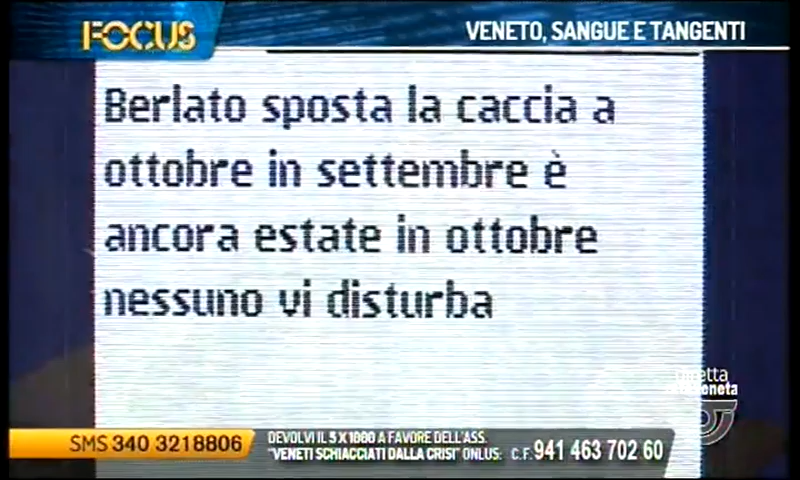 FOCUS
VENETO, SANGUE E TANGENTI
Berlato sposta la caccia a
ottobre in settembre è
ancora estate in ottobre
nessuno vi disturba
Diretta
SMS 340 3218806
DEVOLVI IL 5 X 1000 A FAVORE DELL'ASS.
"VENETI SCHIACCIATI DALLA CRISI" ONLUS: C.F. 941 463 702 60